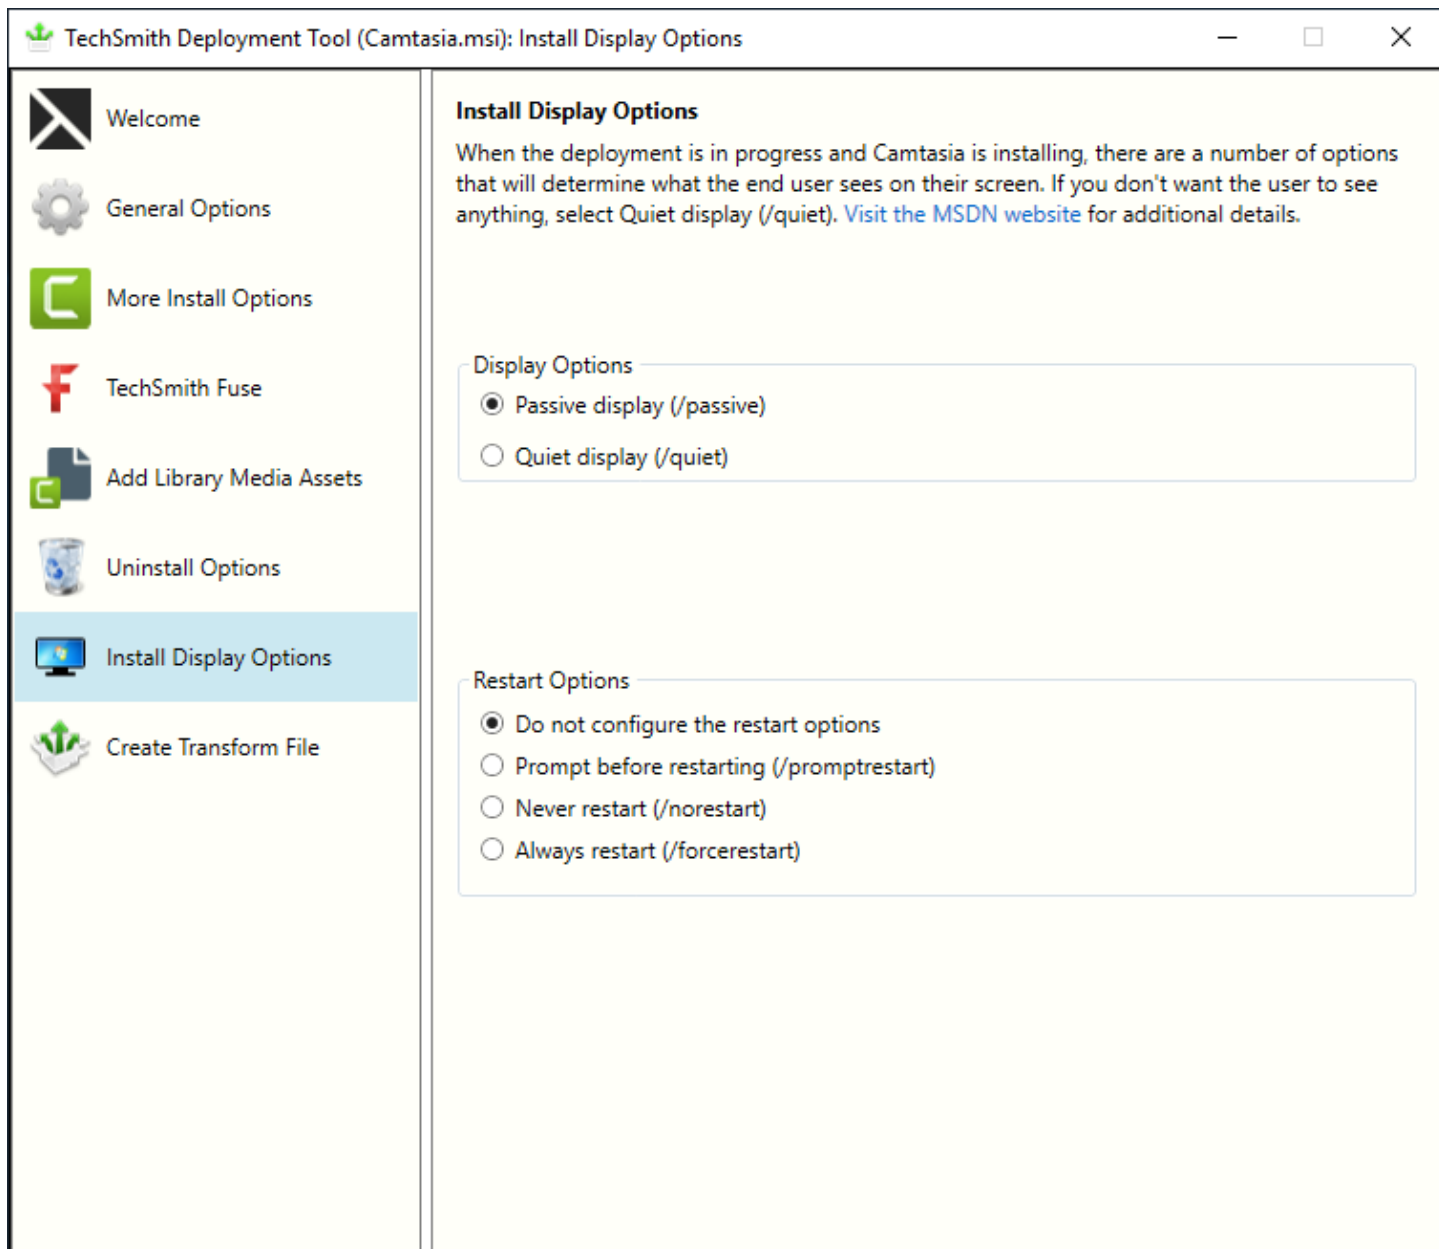 TechSmith Deployment Tool (Camtasia.msi): Install Display Options
Welcome
General Options
More Install Options
TechSmith Fuse
Add Library Media Assets
Uninstall Options
Install Display Options
Create Transform File
Install Display Options
When the deployment is in progress and Camtasia is installing, there are a number of options
that will determine what the end user sees on their screen. If you don't want the user to see
anything, select Quiet display (/quiet). Visit the MSDN website for additional details.
Display Options
Passive display (/passive)
Quiet display (/quiet)
Restart Options
Do not configure the restart options
Prompt before restarting (/promptrestart)
Never restart (/norestart)
Always restart (/forcerestart)